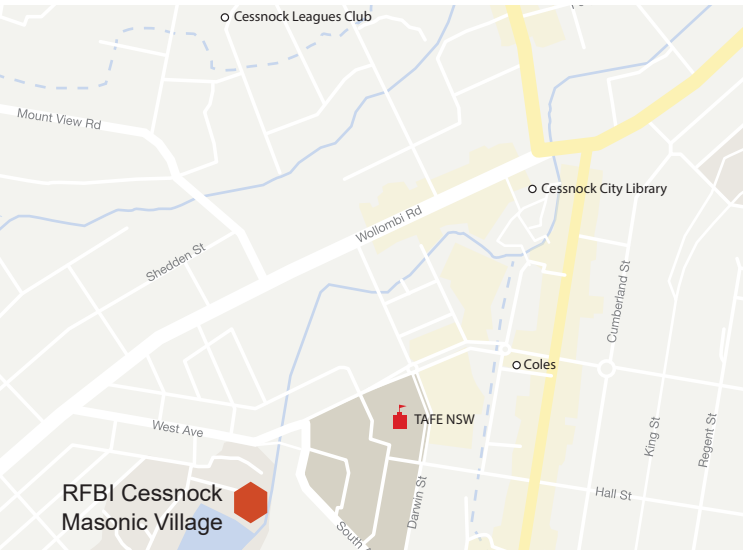 Cessnock Leagues Club
Mount View Rd
Cessnock City Library
Wollombi Rd
Shedden St
Cumberland St
Coles
TAFE NSW
West Ave
King St
Regent St
RFBI Cessnock
Masonic Village
Darwin St
Hall St
South